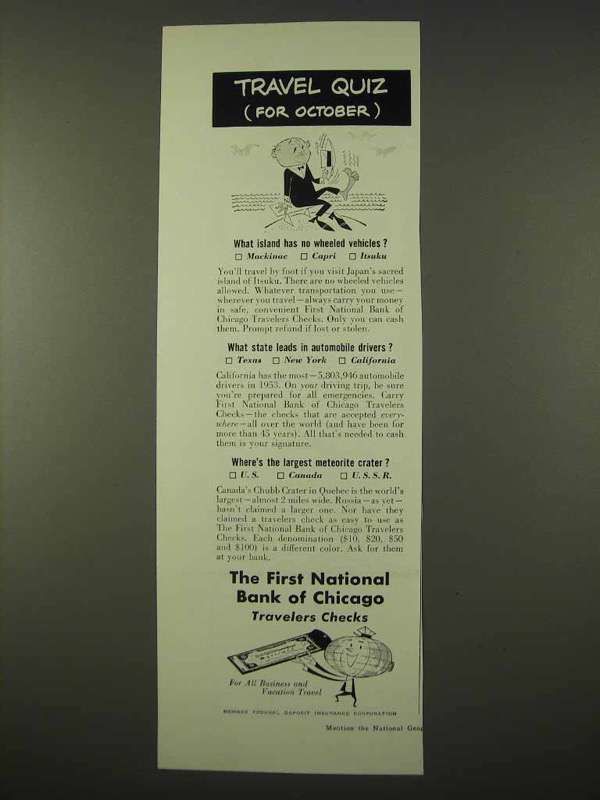 TRAVEL QUIZ
(FOR OCTOBER)
What island has no wheeled vehicles?
□ Mackinac □ Capri □ Itsuku
You'll travel by foot if you visit Japan's sacred
island of Itsuku. There are no wheeled vehicles
allowed. Whatever transportation you use—
wherever you travel—always carry your money
in safe, convenient First National Bank of
Chicago Travelers Checks. Only you can cash
them. Prompt refund if lost or stolen.
What state leads in automobile drivers?
□ Texas □ New York □ California
California has the most—5,803,946 automobile
drivers in 1953. On your driving trip, be sure
you're prepared for all emergencies. Carry
First National Bank of Chicago Travelers
Checks—the checks that are accepted every-
where—all over the world (and have been for
more than 45 years). All that's needed to cash
them is your signature.
Where's the largest meteorite crater?
□ U. S. □ Canada □ U. S. S. R.
Canada's Chubb Crater in Quebec is the world's
largest—almost 2 miles wide. Russia—as yet—
hasn't claimed a larger one. Nor have they
claimed a travelers check as easy to use as
The First National Bank of Chicago Travelers
Checks. Each denomination ($10, $20, $50
and $100) is a different color. Ask for them
at your bank.
The First National
Bank of Chicago
Travelers Checks
For All Business and
Vacation Travel
MEMBER FEDERAL DEPOSIT INSURANCE CORPORATION
Mention the National Geog